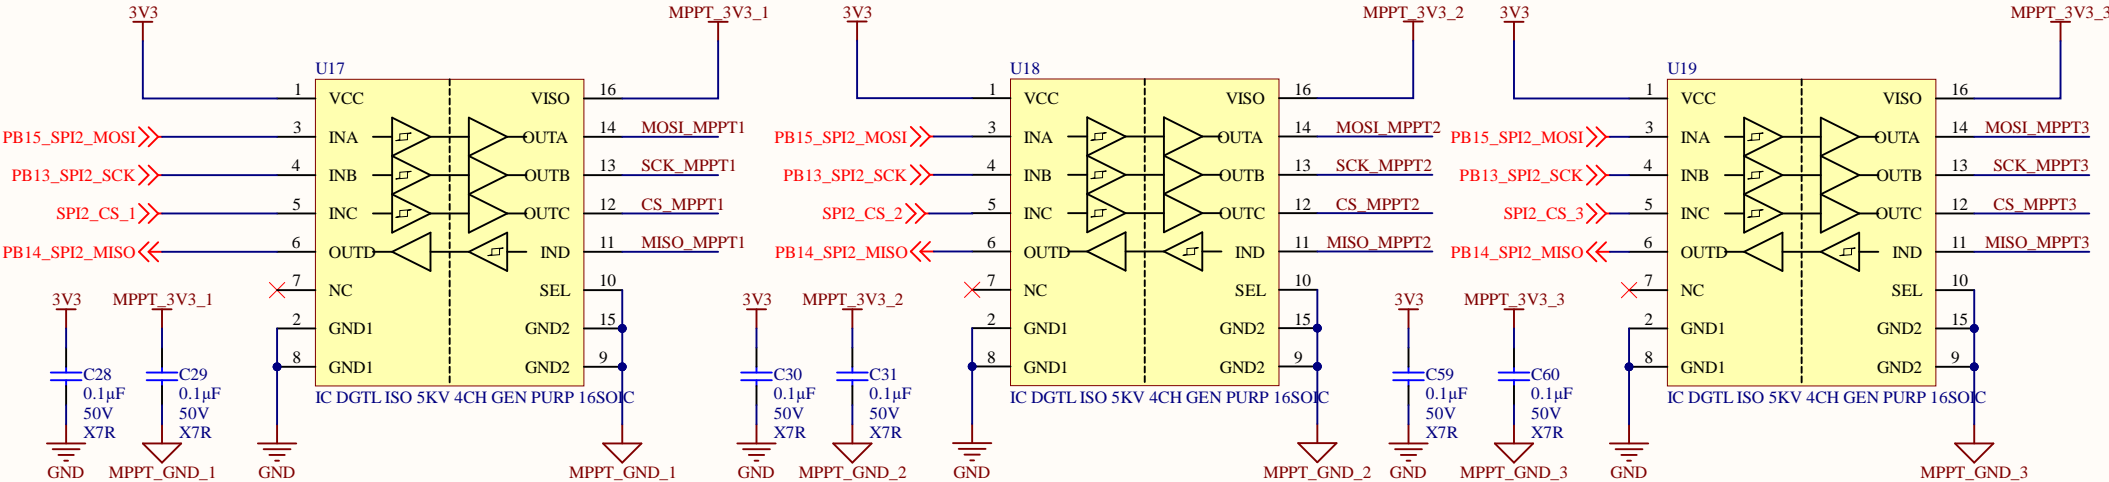 3V3
MPPT_3V3_1
U17
1 VCC VISO 16
PB15_SPI2_MOSI 3 INA OUTA 14 MOSI_MPPT1
PB13_SPI2_SCK 4 INB OUTB 13 SCK_MPPT1
SPI2_CS_1 5 INC OUTC 12 CS_MPPT1
PB14_SPI2_MISO 6 OUTD IND 11 MISO_MPPT1
7 NC SEL 10
2 GND1 GND2 15
8 GND1 GND2 9
IC DGTL ISO 5KV 4CH GEN PURP 16SOIC
3V3
C28
0.1µF
50V
X7R
GND
MPPT_3V3_1
C29
0.1µF
50V
X7R
MPPT_GND_1
GND
MPPT_GND_1
3V3
MPPT_3V3_2
U18
1 VCC VISO 16
PB15_SPI2_MOSI 3 INA OUTA 14 MOSI_MPPT2
PB13_SPI2_SCK 4 INB OUTB 13 SCK_MPPT2
SPI2_CS_2 5 INC OUTC 12 CS_MPPT2
PB14_SPI2_MISO 6 OUTD IND 11 MISO_MPPT2
7 NC SEL 10
2 GND1 GND2 15
8 GND1 GND2 9
IC DGTL ISO 5KV 4CH GEN PURP 16SOIC
3V3
C30
0.1µF
50V
X7R
GND
MPPT_3V3_2
C31
0.1µF
50V
X7R
MPPT_GND_2
GND
MPPT_GND_2
3V3
MPPT_3V3_3
U19
1 VCC VISO 16
PB15_SPI2_MOSI 3 INA OUTA 14 MOSI_MPPT3
PB13_SPI2_SCK 4 INB OUTB 13 SCK_MPPT3
SPI2_CS_3 5 INC OUTC 12 CS_MPPT3
PB14_SPI2_MISO 6 OUTD IND 11 MISO_MPPT3
7 NC SEL 10
2 GND1 GND2 15
8 GND1 GND2 9
IC DGTL ISO 5KV 4CH GEN PURP 16SOIC
3V3
C59
0.1µF
50V
X7R
GND
MPPT_3V3_3
C60
0.1µF
50V
X7R
MPPT_GND_3
GND
MPPT_GND_3